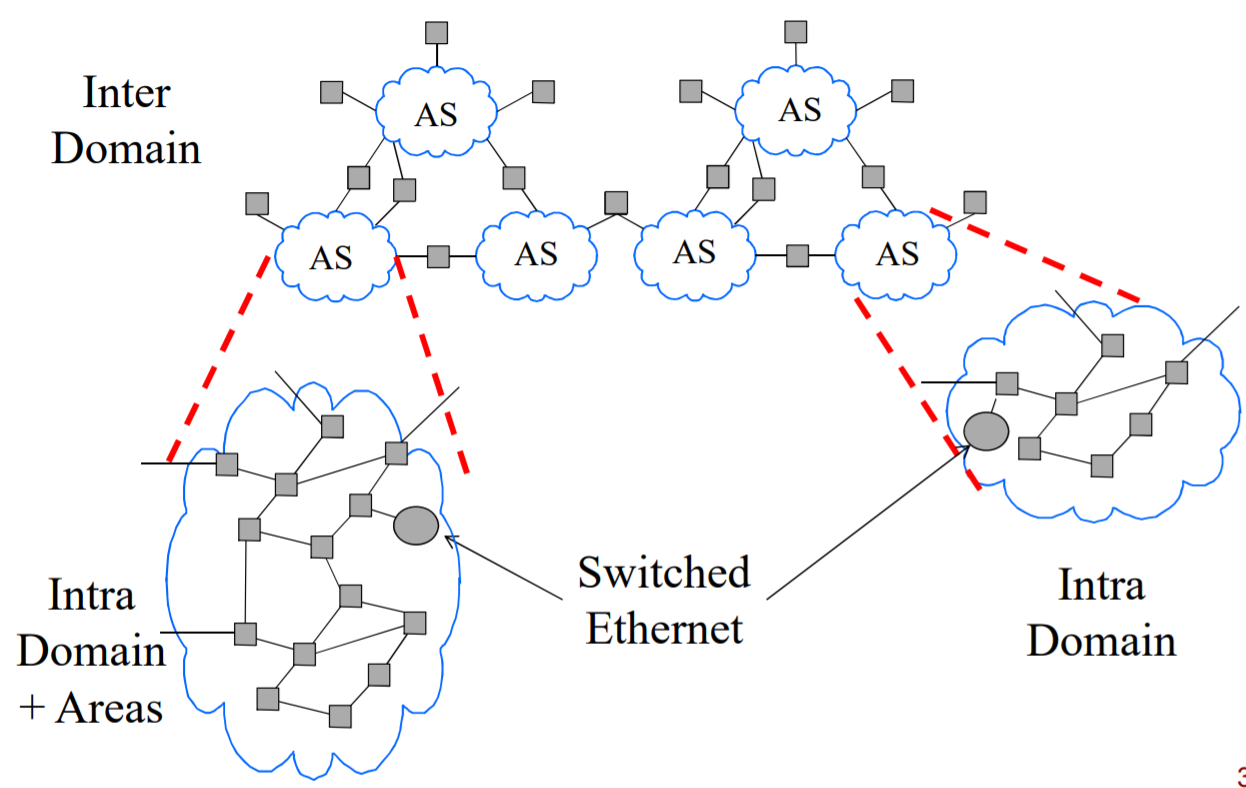 Inter
Domain
AS
AS
AS
AS
AS
AS
Switched
Ethernet
Intra
Domain
+ Areas
Intra
Domain
3